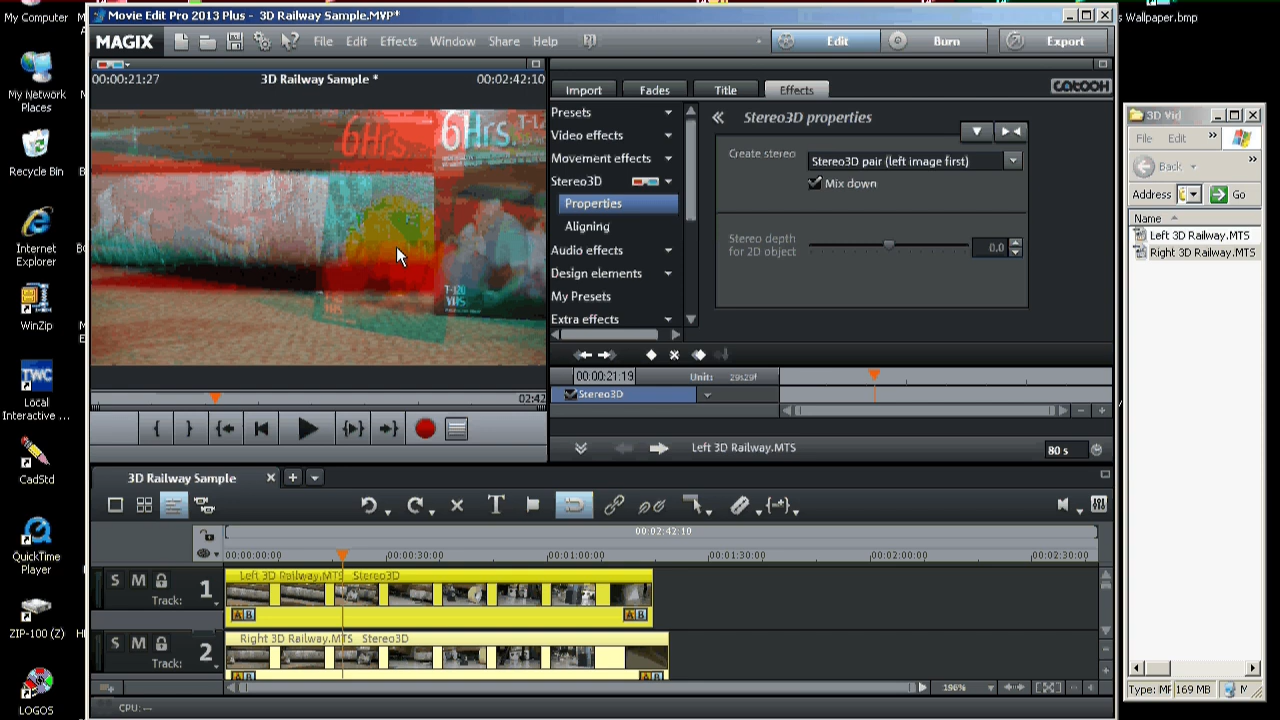 My Computer
My Network Places
Recycle Bin
Internet Explorer
WinZip
TWC
Local Interactive ...
CadStd
QuickTime Player
ZIP-100 (Z)
LOGOS
s Wallpaper.bmp
Movie Edit Pro 2013 Plus - 3D Railway Sample.MVP*
MAGIX File Edit Effects Window Share Help Edit Burn Export
00:00:21:27 3D Railway Sample * 00:02:42:10
6Hrs. 6Hrs. T-12
T-120
VHS
02:42
Import Fades Title Effects catooh
Presets
Video effects
Movement effects
Stereo3D
Properties
Aligning
Audio effects
Design elements
My Presets
Extra effects
Stereo3D properties
Create stereo Stereo3D pair (left image first)
Mix down
Stereo depth for 2D object 0.0
00:00:21:19 Unit:
Stereo3D
Left 3D Railway.MTS 80 s
3D Railway Sample
00:02:42:10
00:00:00:00 00:00:30:00 00:01:00:00 00:01:30:00 00:02:00:00 00:02:30:00
S M 1
Track:
Left 3D Railway.MTS Stereo3D
A B A B
S M 2
Track:
Right 3D Railway.MTS Stereo3D
A B A B
196%
CPU: --
3D Vid
File Edit »
Back »
Address Go
Name
Left 3D Railway.MTS
Right 3D Railway.MTS
Type: MF 169 MB M